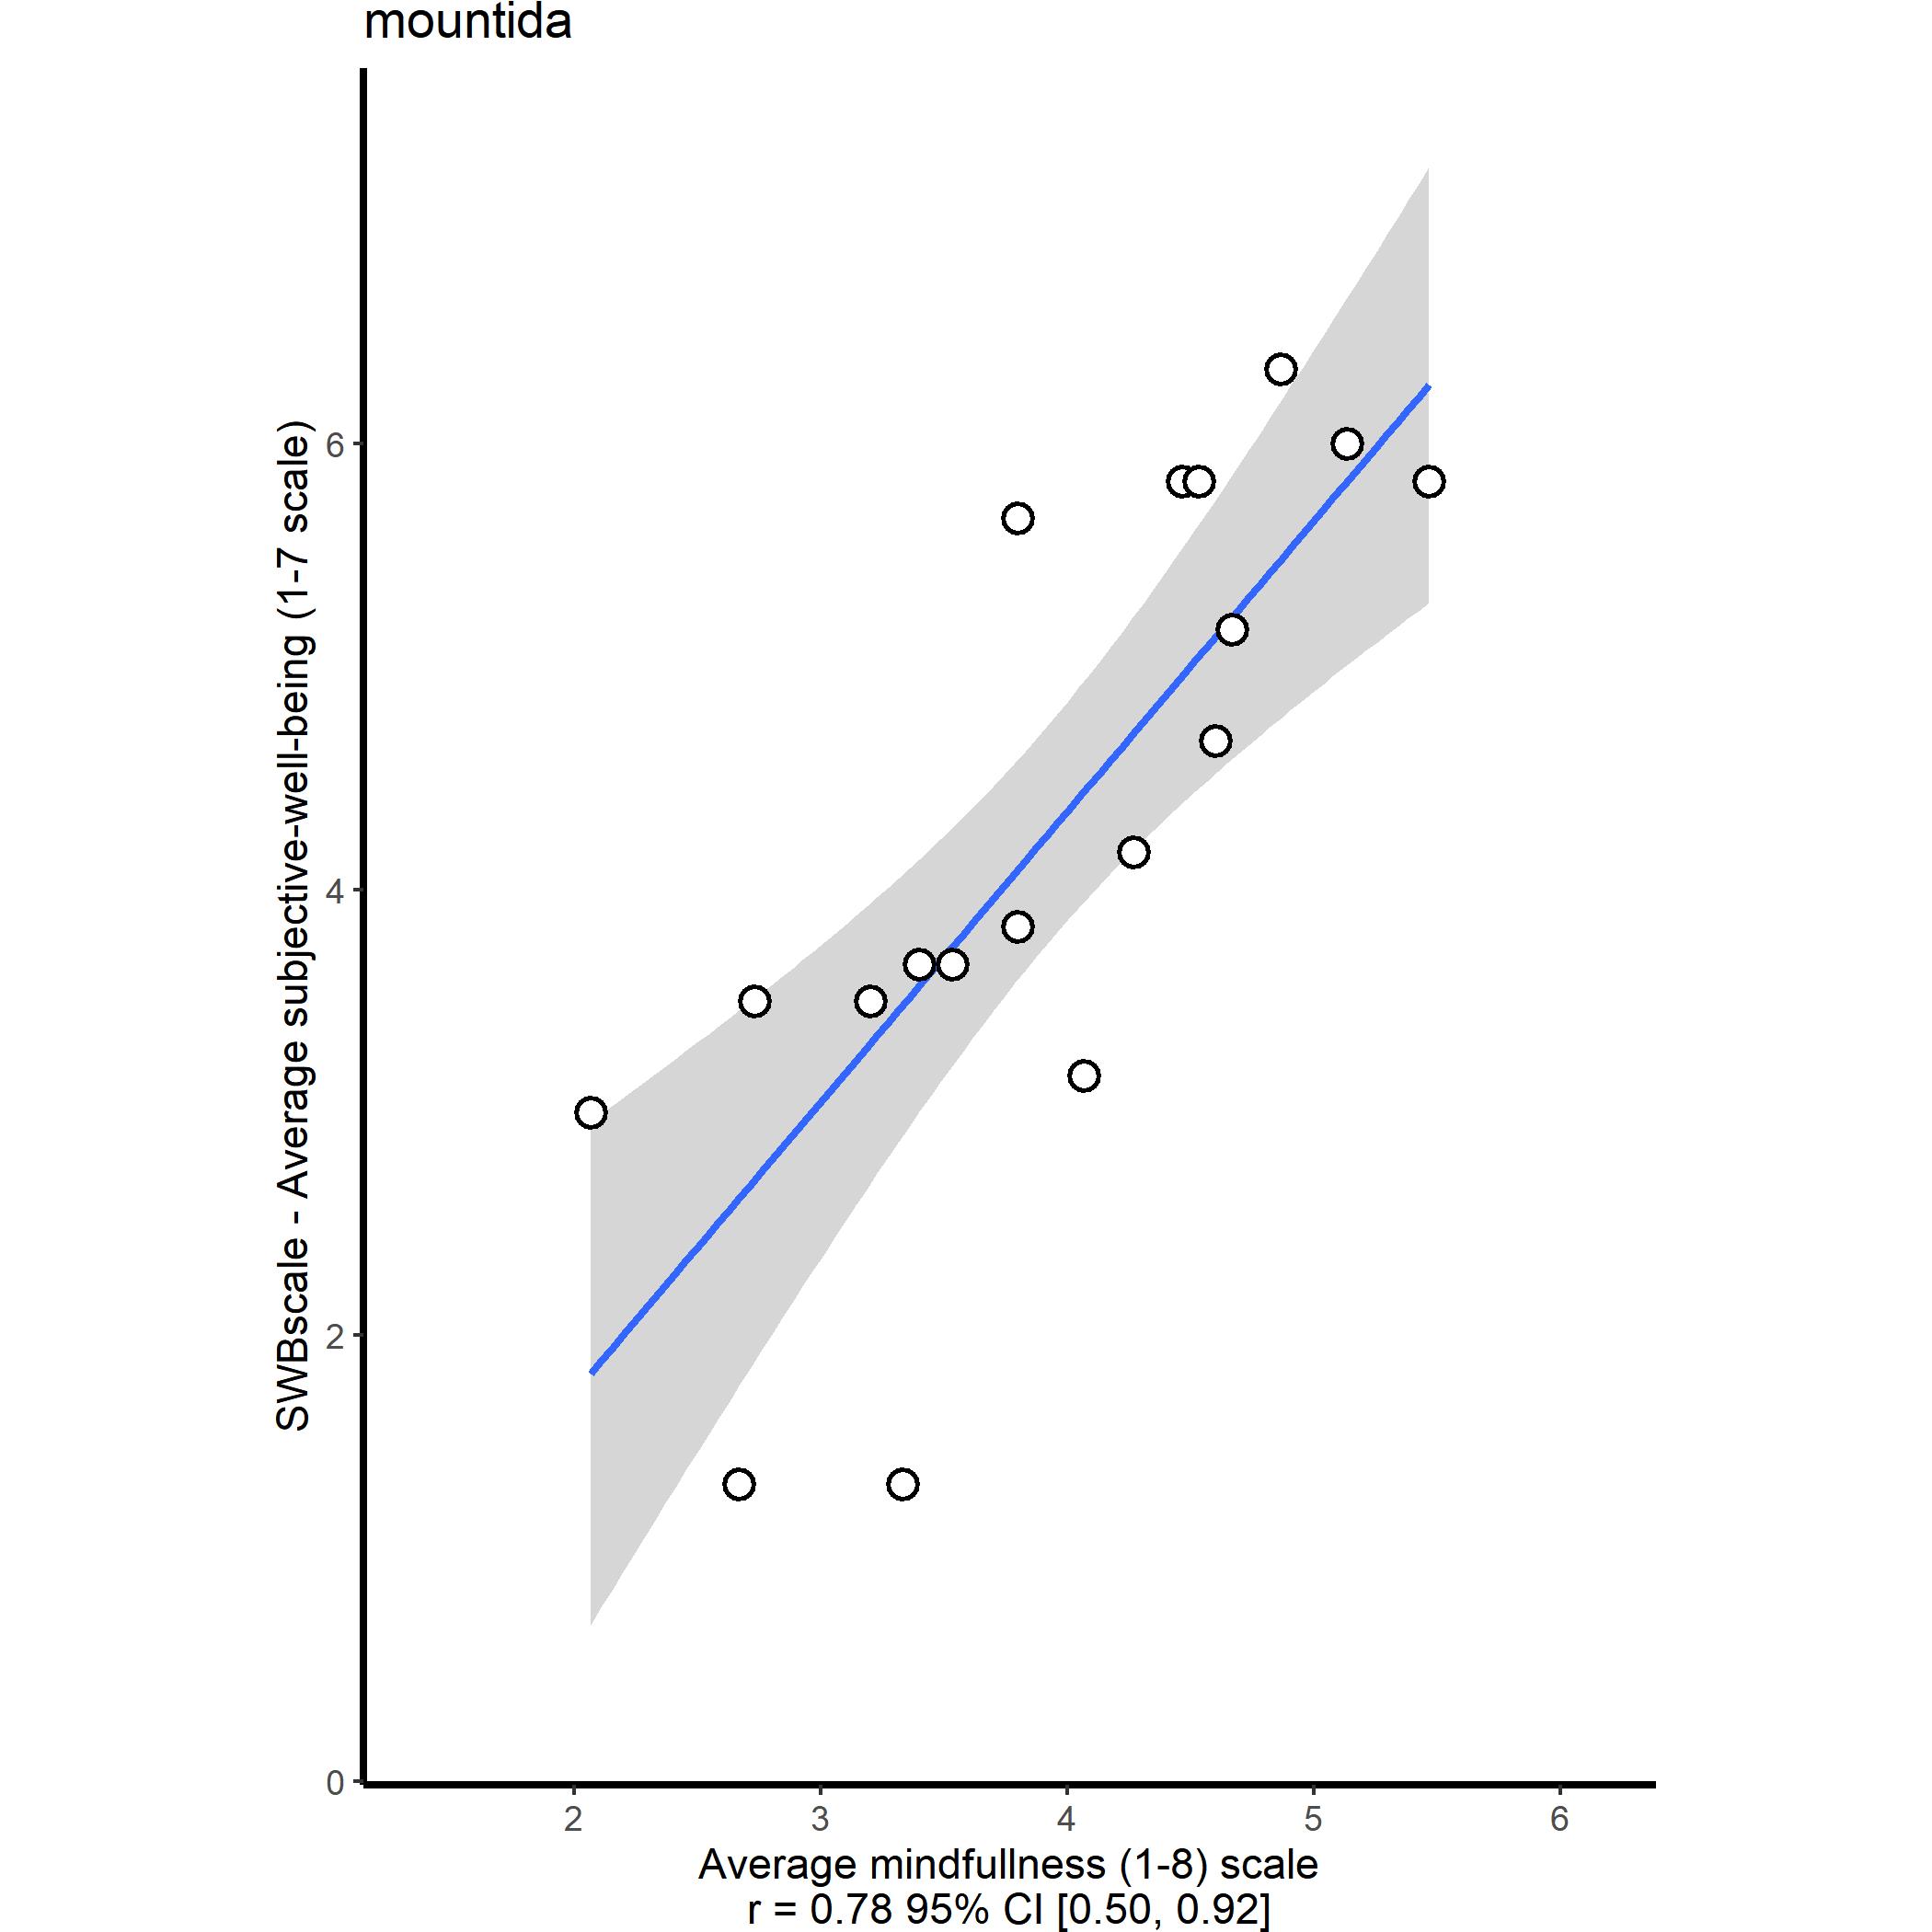 mountida
SWBscale - Average subjective-well-being (1-7 scale)
6
4
2
0
2 3 4 5 6
Average mindfullness (1-8) scale
r = 0.78 95% CI [0.50, 0.92]